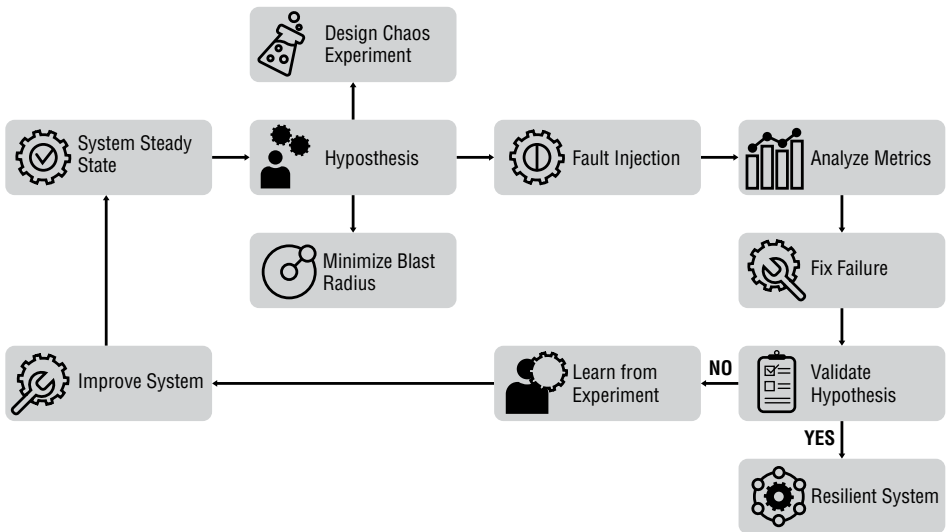 Design Chaos
Experiment
System Steady
State
Hyposthesis
Fault Injection
Analyze Metrics
Minimize Blast
Radius
Fix Failure
Improve System
Learn from
Experiment
NO
Validate
Hypothesis
YES
Resilient System